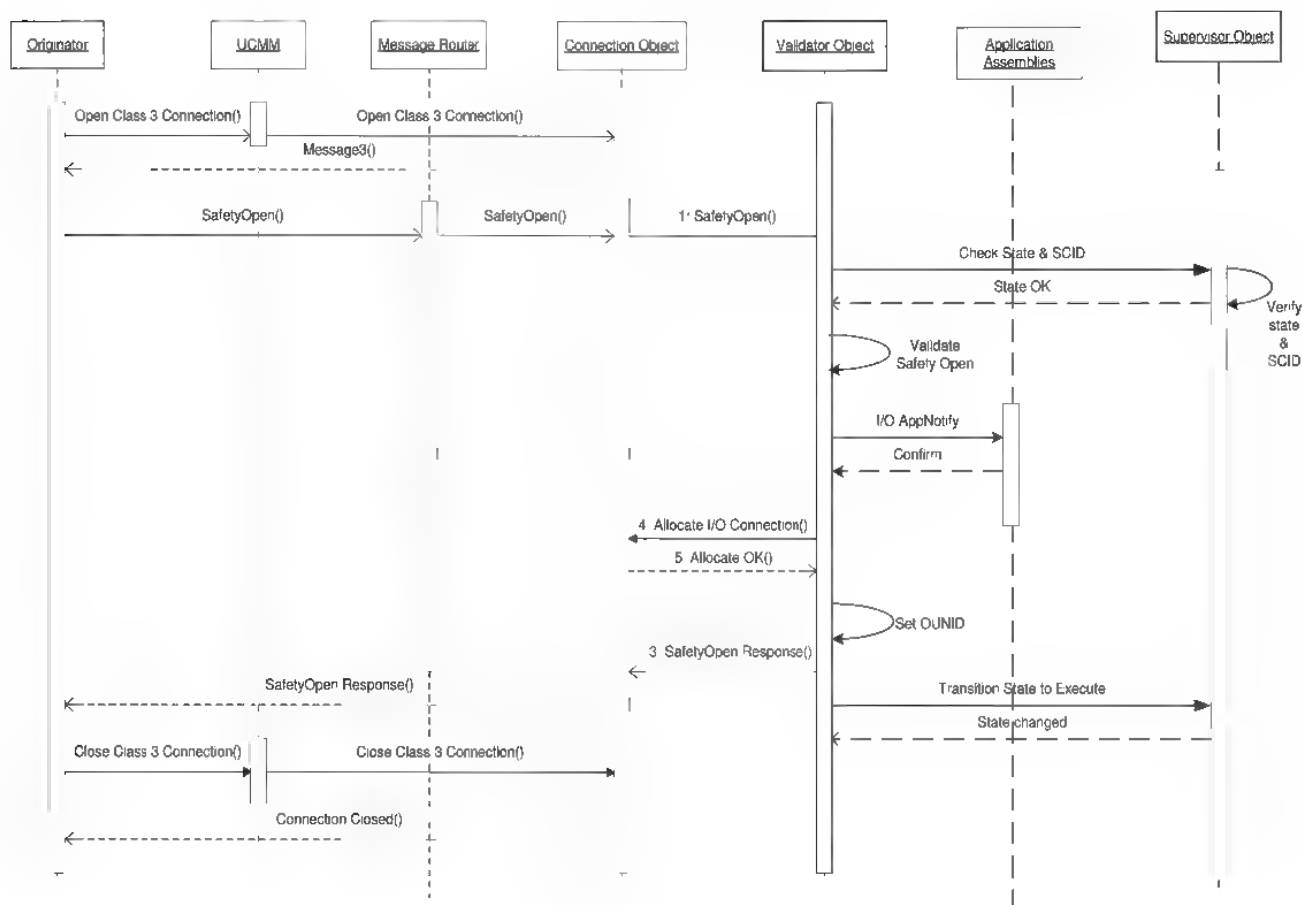 Originator
UCMM
Message Router
Connection Object
Validator Object
Application
Assemblies
Supervisor Object
Open Class 3 Connection()
Open Class 3 Connection()
Message3()
SafetyOpen()
SafetyOpen()
1: SafetyOpen()
Check State & SCID
State OK
Verify
state
&
SCID
Validate
Safety Open
I/O AppNotify
Confirm
4 Allocate I/O Connection()
5 Allocate OK()
Set OUNID
3 SafetyOpen Response()
SafetyOpen Response()
Transition State to Execute
State changed
Close Class 3 Connection()
Close Class 3 Connection()
Connection Closed()